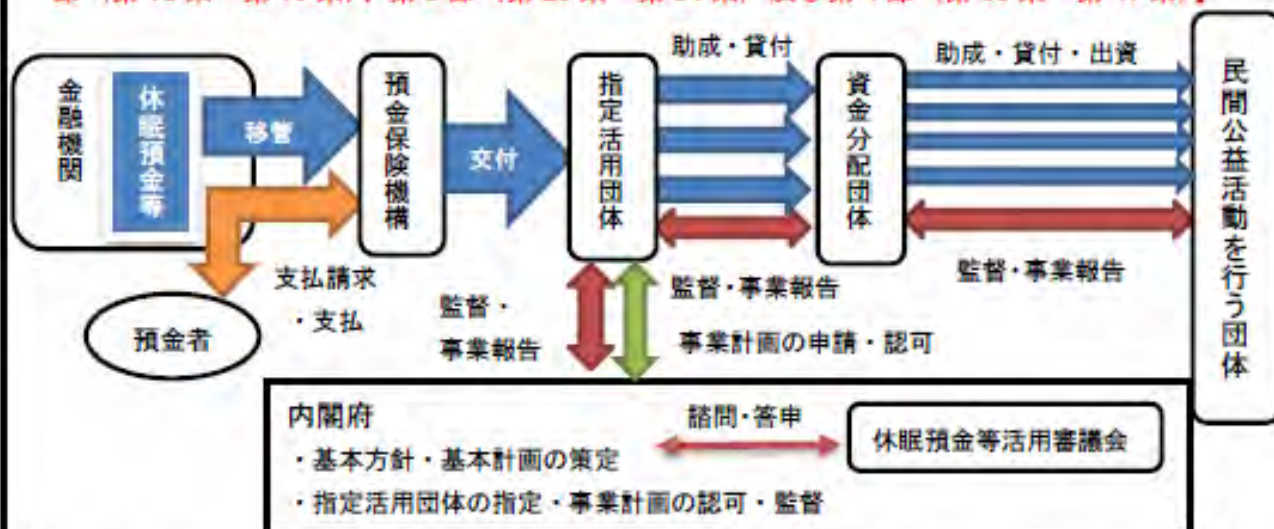 助成・貸付
助成・貸付・出資
金融機関
休眠預金等
移管
預金保険機構
交付
指定活用団体
資金分配団体
民間公益活動を行う団体
支払請求
・支払
預金者
監督・
事業報告
監督・事業報告
事業計画の申請・認可
監督・事業報告
内閣府
諮問・答申
休眠預金等活用審議会
・基本方針・基本計画の策定
・指定活用団体の指定・事業計画の認可・監督